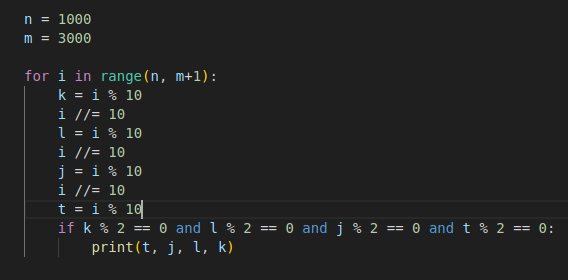 n = 1000
m = 3000

for i in range(n, m+1):
    k = i % 10
    i //= 10
    l = i % 10
    i //= 10
    j = i % 10
    i //= 10
    t = i % 10
    if k % 2 == 0 and l % 2 == 0 and j % 2 == 0 and t % 2 == 0:
        print(t, j, l, k)